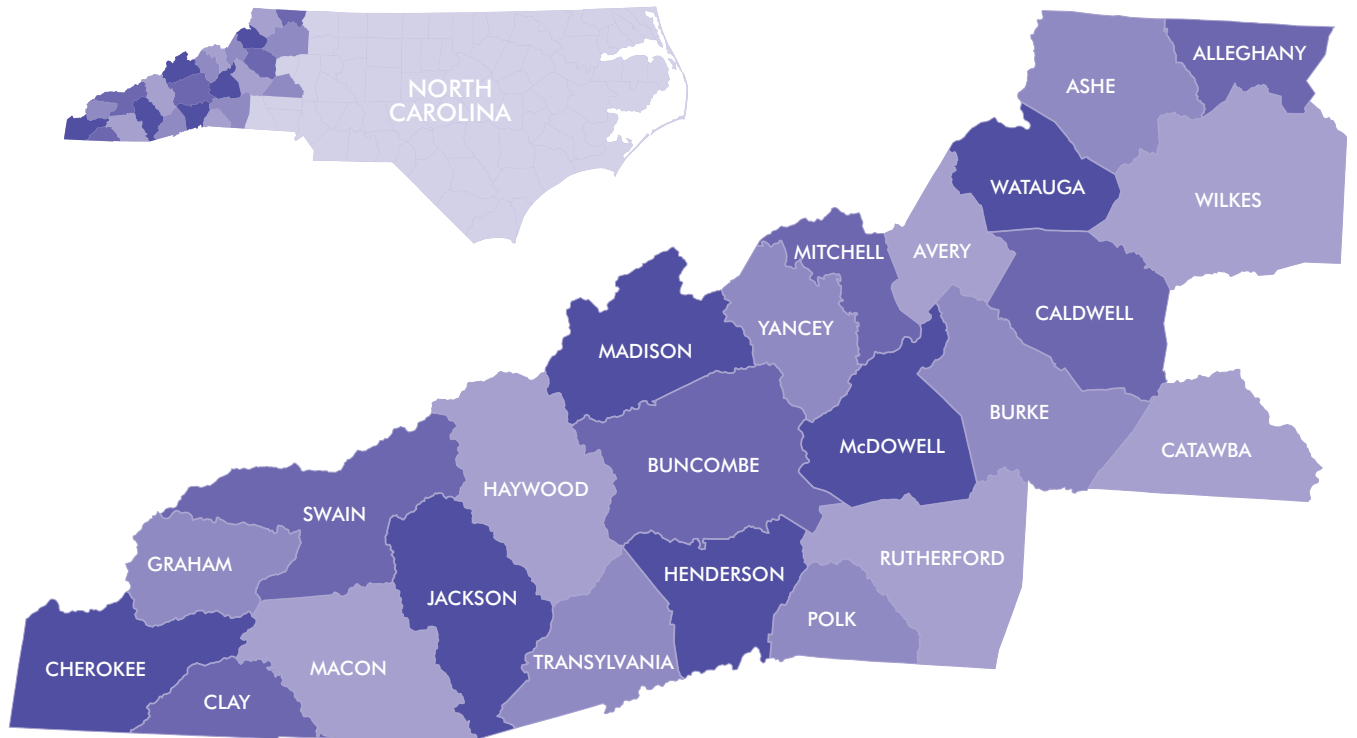 NORTH
CAROLINA
ALLEGHANY
ASHE
WATAUGA
WILKES
MITCHELL
AVERY
CALDWELL
YANCEY
MADISON
BURKE
McDOWELL
CATAWBA
BUNCOMBE
HAYWOOD
SWAIN
RUTHERFORD
GRAHAM
HENDERSON
JACKSON
POLK
TRANSYLVANIA
CHEROKEE
MACON
CLAY